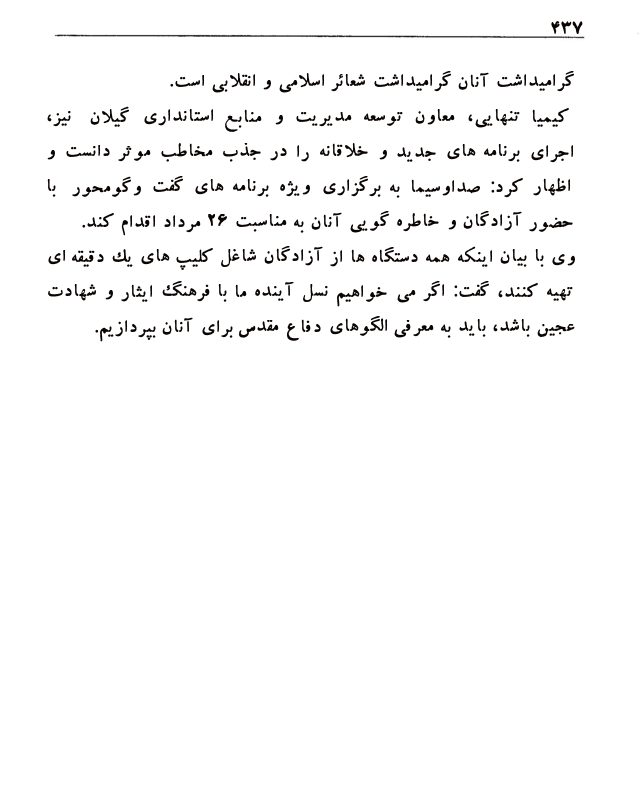 ۴۳۷
گرامیداشت آنان گرامیداشت شعائر اسلامی و انقلابی است.
کیمیا تنهایی، معاون توسعه مدیریت و منابع استانداری گیلان نیز،
اجرای برنامه های جدید و خلاقانه را در جذب مخاطب موثر دانست و
اظهار کرد: صداوسیما به برگزاری ویژه برنامه های گفت وگومحور با
حضور آزادگان و خاطره گویی آنان به مناسبت ۲۶ مرداد اقدام کند.
وی با بیان اینکه همه دستگاه ها از آزادگان شاغل کلیپ های یك دقیقه ای
تهیه کنند، گفت: اگر می خواهیم نسل آینده ما با فرهنگ ایثار و شهادت
عجین باشد، باید به معرفی الگوهای دفاع مقدس برای آنان بپردازیم.